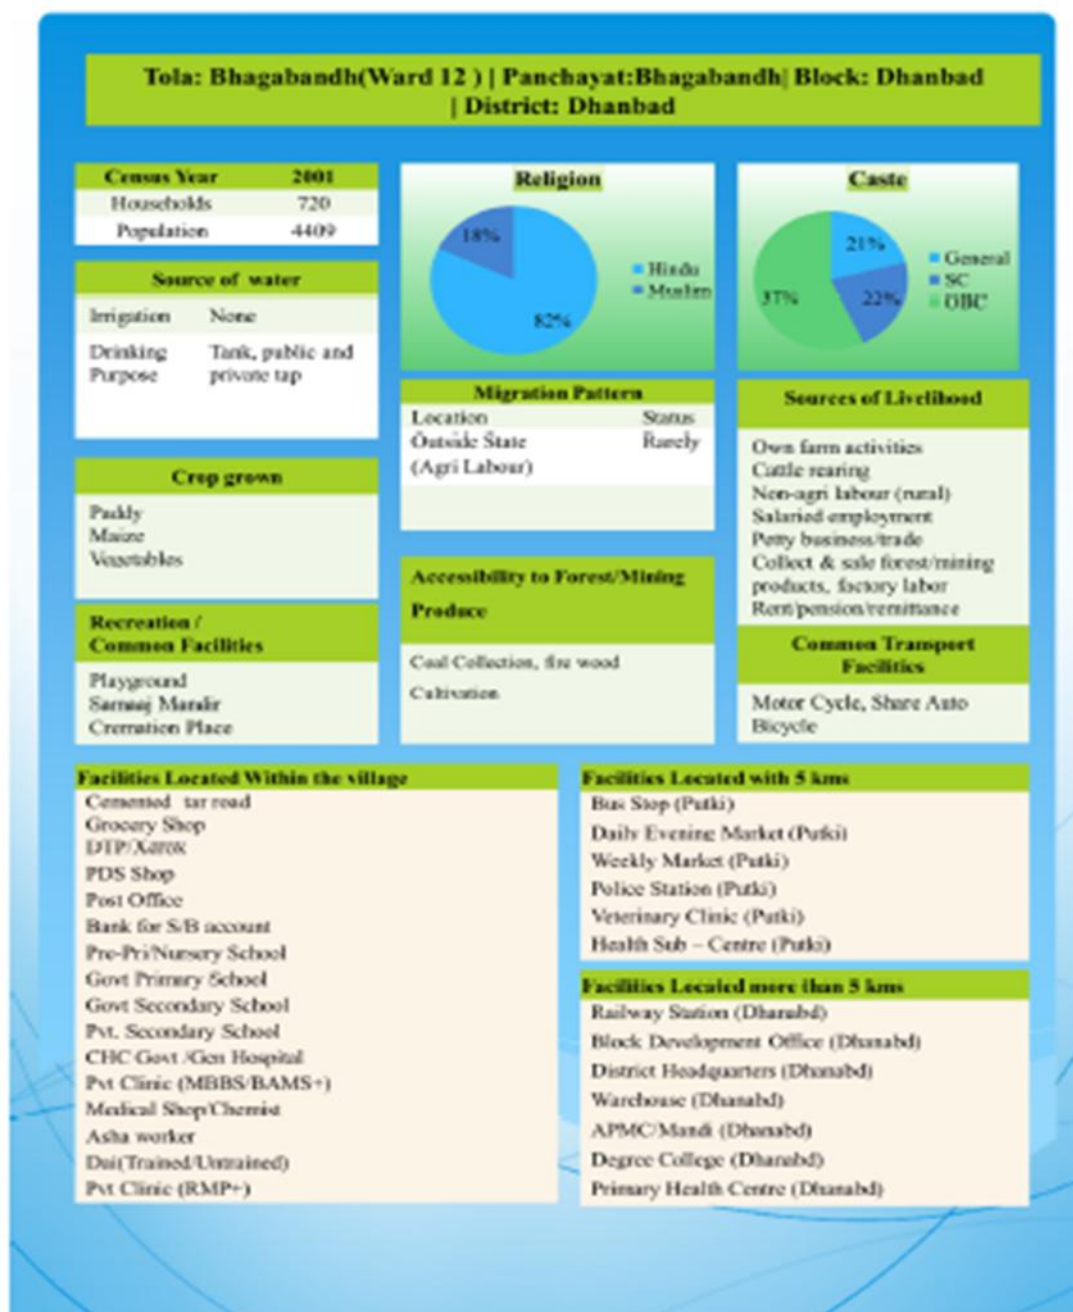 Tola: Bhagabandh(Ward 12 ) | Panchayat:Bhagabandh| Block: Dhanbad
| District: Dhanbad
Census Year 2001
Households 720
Population 4409
Source of water
Irrigation None
Drinking Tank, public and
Purpose private tap
Crop grown
Paddy
Maize
Vegetables
Recreation /
Common Facilities
Playground
Samaaj Mandir
Cremation Place
Religion
18%
82%
Hindu
Muslim
Migration Pattern
Location Status
Outside State Rarely
(Agri Labour)
Accessibility to Forest/Mining
Produce
Coal Collection, fire wood
Cultivation
Caste
21%
22%
37%
General
SC
OBC
Sources of Livelihood
Own farm activities
Cattle rearing
Non-agri labour (rural)
Salaried employment
Petty business/trade
Collect & sale forest/mining
products, factory labor
Rent/pension/remittance
Common Transport
Facilities
Motor Cycle, Share Auto
Bicycle
Facilities Located Within the village
Cemented tar road
Grocery Shop
DTP/Xerox
PDS Shop
Post Office
Bank for S/B account
Pre-Pri/Nursery School
Govt Primary School
Govt Secondary School
Pvt. Secondary School
CHC Govt /Gen Hospital
Pvt Clinic (MBBS/BAMS+)
Medical Shop/Chemist
Asha worker
Dai(Trained/Untrained)
Pvt Clinic (RMP+)
Facilities Located with 5 kms
Bus Stop (Putki)
Daily Evening Market (Putki)
Weekly Market (Putki)
Police Station (Putki)
Veterinary Clinic (Putki)
Health Sub – Centre (Putki)
Facilities Located more than 5 kms
Railway Station (Dhanabd)
Block Development Office (Dhanabd)
District Headquarters (Dhanabd)
Warehouse (Dhanabd)
APMC/Mandi (Dhanabd)
Degree College (Dhanabd)
Primary Health Centre (Dhanabd)